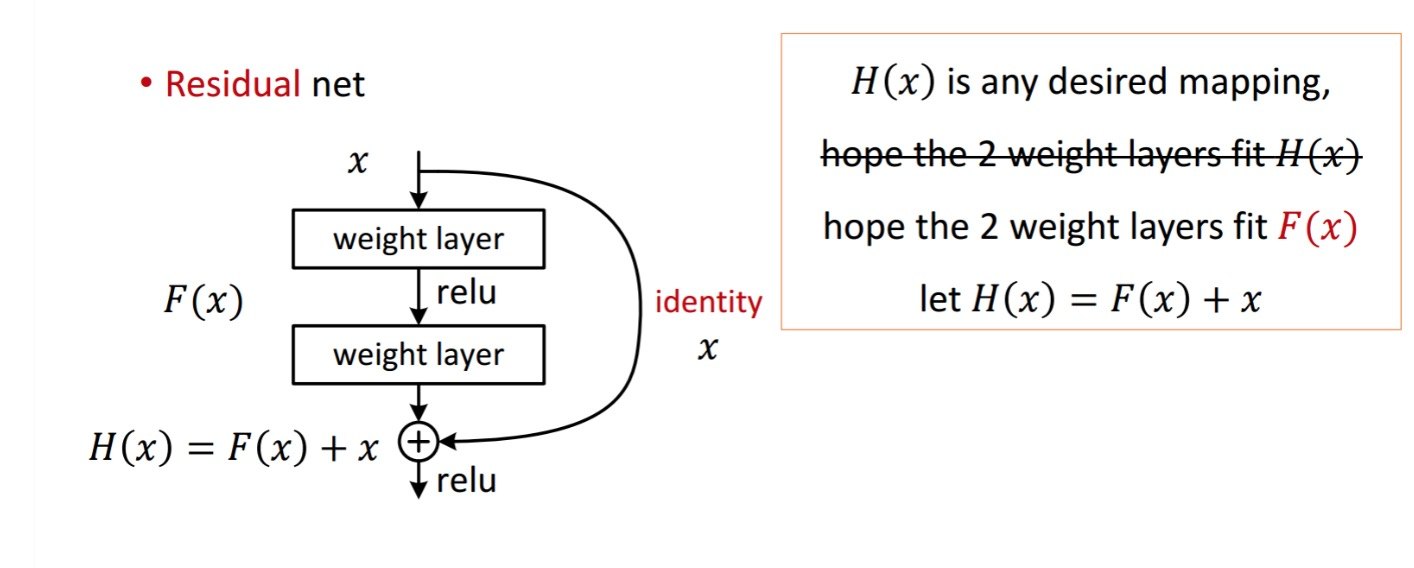 • Residual net
x
weight layer
relu
F(x)
weight layer
identity
x
H(x) = F(x) + x
relu
H(x) is any desired mapping,
hope the 2 weight layers fit H(x)
hope the 2 weight layers fit F(x)
let H(x) = F(x) + x